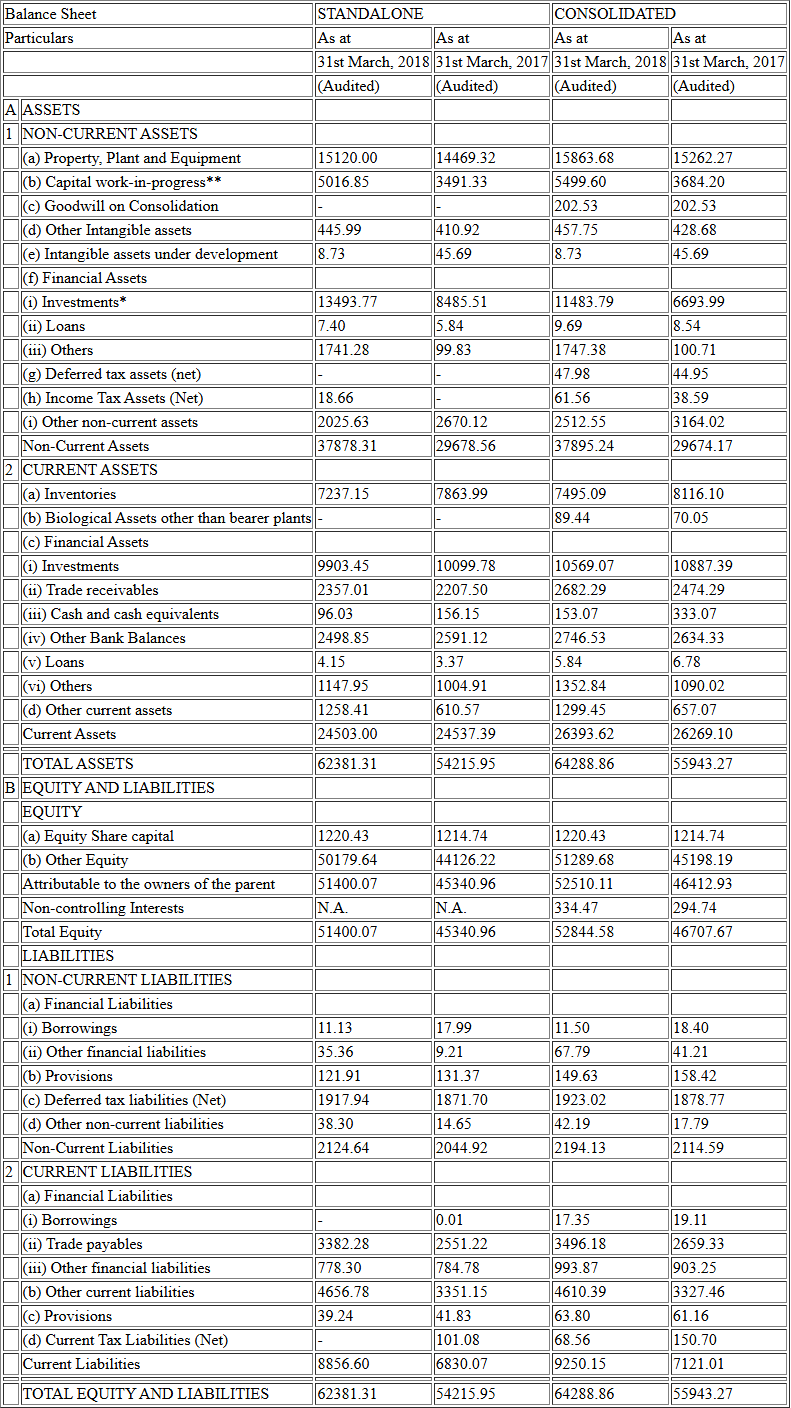 Balance Sheet STANDALONE CONSOLIDATED
Particulars As at As at As at As at
31st March, 2018 31st March, 2017 31st March, 2018 31st March, 2017
(Audited) (Audited) (Audited) (Audited)
A ASSETS
1 NON-CURRENT ASSETS
(a) Property, Plant and Equipment 15120.00 14469.32 15863.68 15262.27
(b) Capital work-in-progress** 5016.85 3491.33 5499.60 3684.20
(c) Goodwill on Consolidation - - 202.53 202.53
(d) Other Intangible assets 445.99 410.92 457.75 428.68
(e) Intangible assets under development 8.73 45.69 8.73 45.69
(f) Financial Assets
(i) Investments* 13493.77 8485.51 11483.79 6693.99
(ii) Loans 7.40 5.84 9.69 8.54
(iii) Others 1741.28 99.83 1747.38 100.71
(g) Deferred tax assets (net) - - 47.98 44.95
(h) Income Tax Assets (Net) 18.66 - 61.56 38.59
(i) Other non-current assets 2025.63 2670.12 2512.55 3164.02
Non-Current Assets 37878.31 29678.56 37895.24 29674.17
2 CURRENT ASSETS
(a) Inventories 7237.15 7863.99 7495.09 8116.10
(b) Biological Assets other than bearer plants - - 89.44 70.05
(c) Financial Assets
(i) Investments 9903.45 10099.78 10569.07 10887.39
(ii) Trade receivables 2357.01 2207.50 2682.29 2474.29
(iii) Cash and cash equivalents 96.03 156.15 153.07 333.07
(iv) Other Bank Balances 2498.85 2591.12 2746.53 2634.33
(v) Loans 4.15 3.37 5.84 6.78
(vi) Others 1147.95 1004.91 1352.84 1090.02
(d) Other current assets 1258.41 610.57 1299.45 657.07
Current Assets 24503.00 24537.39 26393.62 26269.10
TOTAL ASSETS 62381.31 54215.95 64288.86 55943.27
B EQUITY AND LIABILITIES
EQUITY
(a) Equity Share capital 1220.43 1214.74 1220.43 1214.74
(b) Other Equity 50179.64 44126.22 51289.68 45198.19
Attributable to the owners of the parent 51400.07 45340.96 52510.11 46412.93
Non-controlling Interests N.A. N.A. 334.47 294.74
Total Equity 51400.07 45340.96 52844.58 46707.67
LIABILITIES
1 NON-CURRENT LIABILITIES
(a) Financial Liabilities
(i) Borrowings 11.13 17.99 11.50 18.40
(ii) Other financial liabilities 35.36 9.21 67.79 41.21
(b) Provisions 121.91 131.37 149.63 158.42
(c) Deferred tax liabilities (Net) 1917.94 1871.70 1923.02 1878.77
(d) Other non-current liabilities 38.30 14.65 42.19 17.79
Non-Current Liabilities 2124.64 2044.92 2194.13 2114.59
2 CURRENT LIABILITIES
(a) Financial Liabilities
(i) Borrowings - 0.01 17.35 19.11
(ii) Trade payables 3382.28 2551.22 3496.18 2659.33
(iii) Other financial liabilities 778.30 784.78 993.87 903.25
(b) Other current liabilities 4656.78 3351.15 4610.39 3327.46
(c) Provisions 39.24 41.83 63.80 61.16
(d) Current Tax Liabilities (Net) - 101.08 68.56 150.70
Current Liabilities 8856.60 6830.07 9250.15 7121.01
TOTAL EQUITY AND LIABILITIES 62381.31 54215.95 64288.86 55943.27